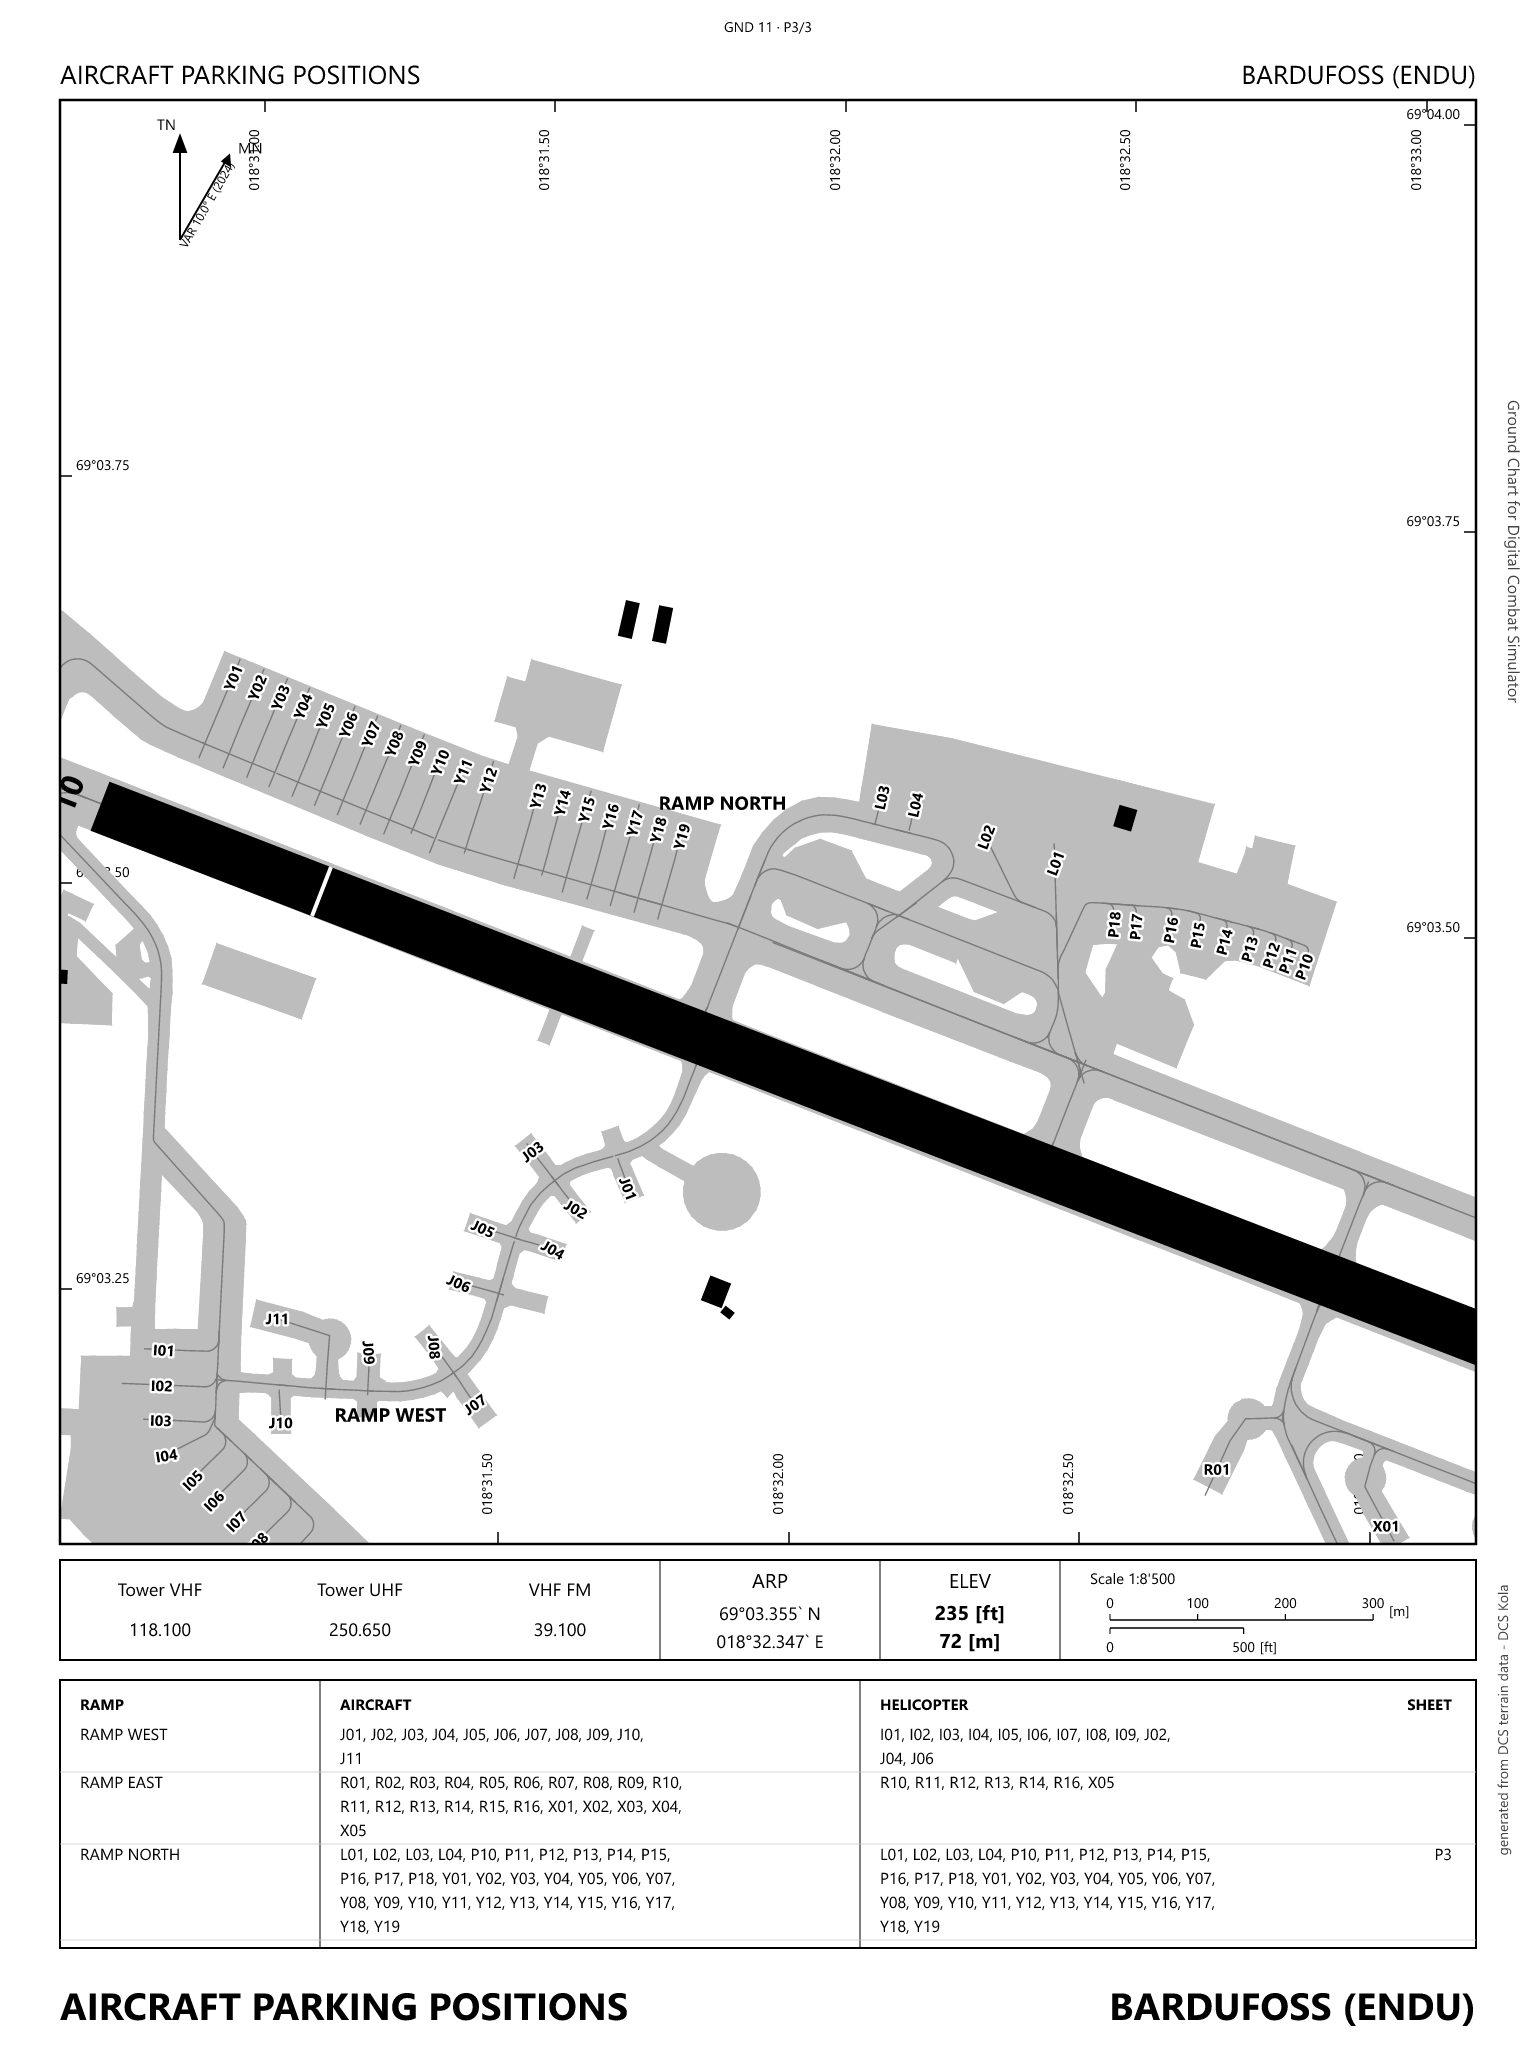 GND 11 · P3/3
AIRCRAFT PARKING POSITIONS
BARDUFOSS (ENDU)
TN
MN
VAR 10.0° E (2024)
018°31.00
018°31.50
018°32.00
018°32.50
018°33.00
69°04.00
69°03.75
69°03.75
69°03.50
69°03.50
69°03.25
10
Y01
Y02
Y03
Y04
Y05
Y06
Y07
Y08
Y09
Y10
Y11
Y12
Y13
Y14
Y15
Y16
Y17
Y18
Y19
RAMP NORTH
L03
L04
L02
L01
P18
P17
P16
P15
P14
P13
P12
P11
P10
J03
J02
J01
J05
J04
J06
J11
J09
J08
J07
J10
RAMP WEST
I01
I02
I03
I04
I05
I06
I07
08
R01
X01
018°31.50
018°32.00
018°32.50
Tower VHF
118.100
Tower UHF
250.650
VHF FM
39.100
ARP
69°03.355` N
018°32.347` E
ELEV
235 [ft]
72 [m]
Scale 1:8'500
0 100 200 300 [m]
0 500 [ft]
RAMP AIRCRAFT HELICOPTER SHEET
RAMP WEST
J01, J02, J03, J04, J05, J06, J07, J08, J09, J10,
J11
I01, I02, I03, I04, I05, I06, I07, I08, I09, J02,
J04, J06
RAMP EAST
R01, R02, R03, R04, R05, R06, R07, R08, R09, R10,
R11, R12, R13, R14, R15, R16, X01, X02, X03, X04,
X05
R10, R11, R12, R13, R14, R16, X05
RAMP NORTH
L01, L02, L03, L04, P10, P11, P12, P13, P14, P15,
P16, P17, P18, Y01, Y02, Y03, Y04, Y05, Y06, Y07,
Y08, Y09, Y10, Y11, Y12, Y13, Y14, Y15, Y16, Y17,
Y18, Y19
L01, L02, L03, L04, P10, P11, P12, P13, P14, P15,
P16, P17, P18, Y01, Y02, Y03, Y04, Y05, Y06, Y07,
Y08, Y09, Y10, Y11, Y12, Y13, Y14, Y15, Y16, Y17,
Y18, Y19
P3
Ground Chart for Digital Combat Simulator
generated from DCS terrain data - DCS Kola
AIRCRAFT PARKING POSITIONS
BARDUFOSS (ENDU)